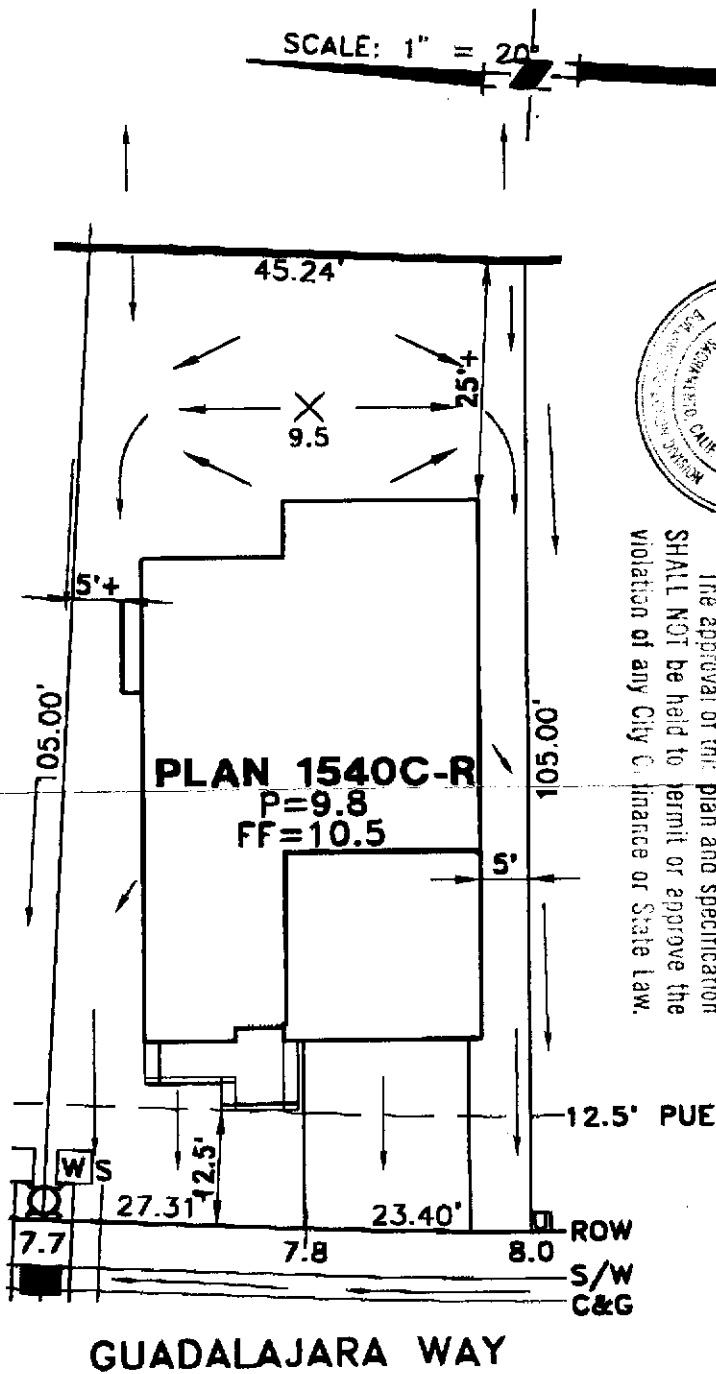 SCALE: 1" = 20'
45.24'
25'+
9.5
5'+
105.00'
105.00'
PLAN 1540C-R
P=9.8
FF=10.5
5'
SACRAMENTO, CALIF
DIVISION
The approval of this plan and specification
SHALL NOT be held to permit or approve the
violation of any City Ordinance or State Law.
12.5' PUE
12.5'
W S
27.31'
23.40'
ROW
7.7
7.8
8.0
S/W
C&G
GUADALAJARA WAY